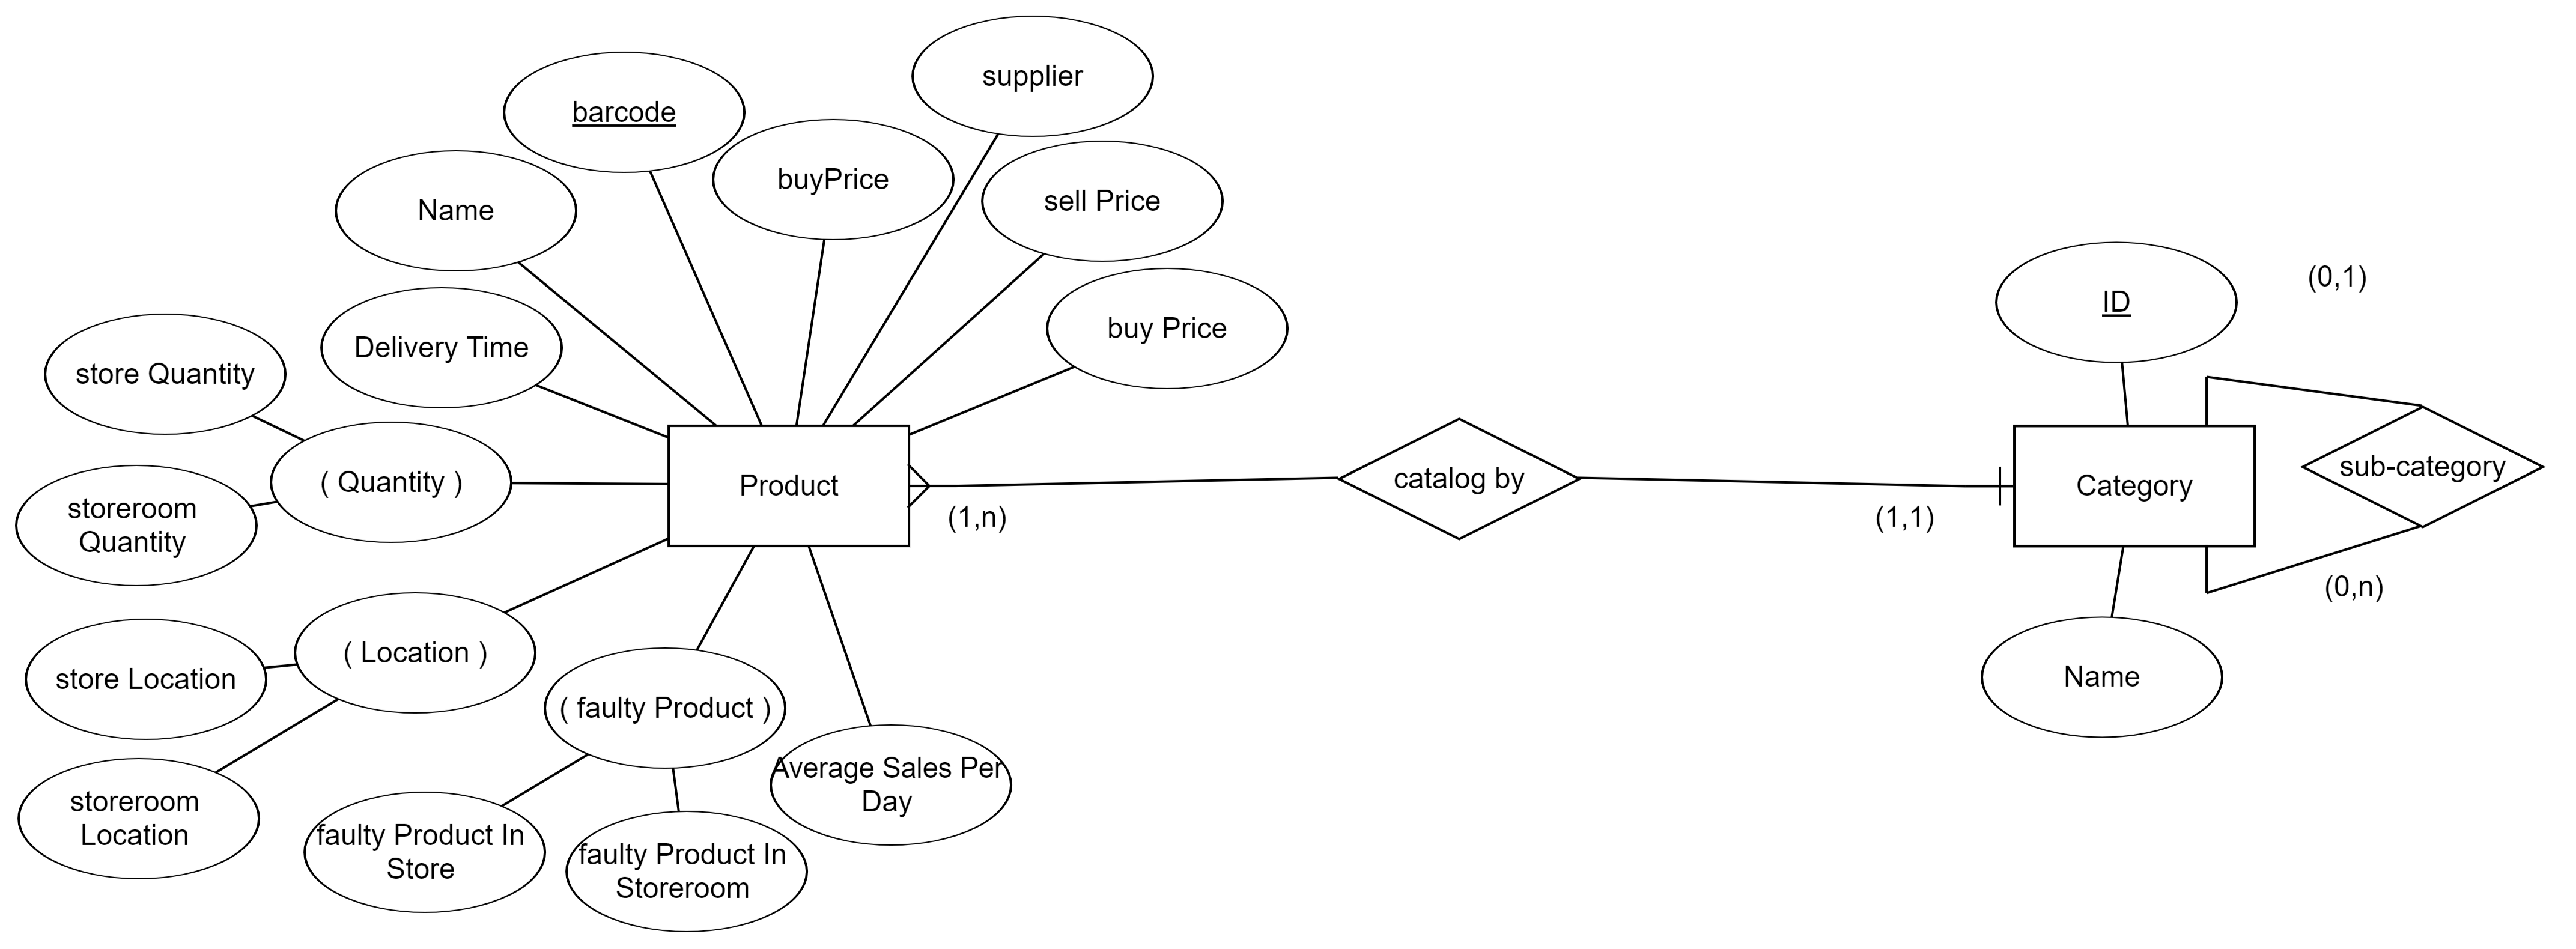 supplier
barcode
buyPrice
sell Price
Name
buy Price
Delivery Time
store Quantity
( Quantity )
storeroom
Quantity
Product
(1,n)
catalog by
(1,1)
ID
(0,1)
Category
sub-category
(0,n)
Name
( Location )
store Location
storeroom
Location
( faulty Product )
Average Sales Per
Day
faulty Product In
Store
faulty Product In
Storeroom